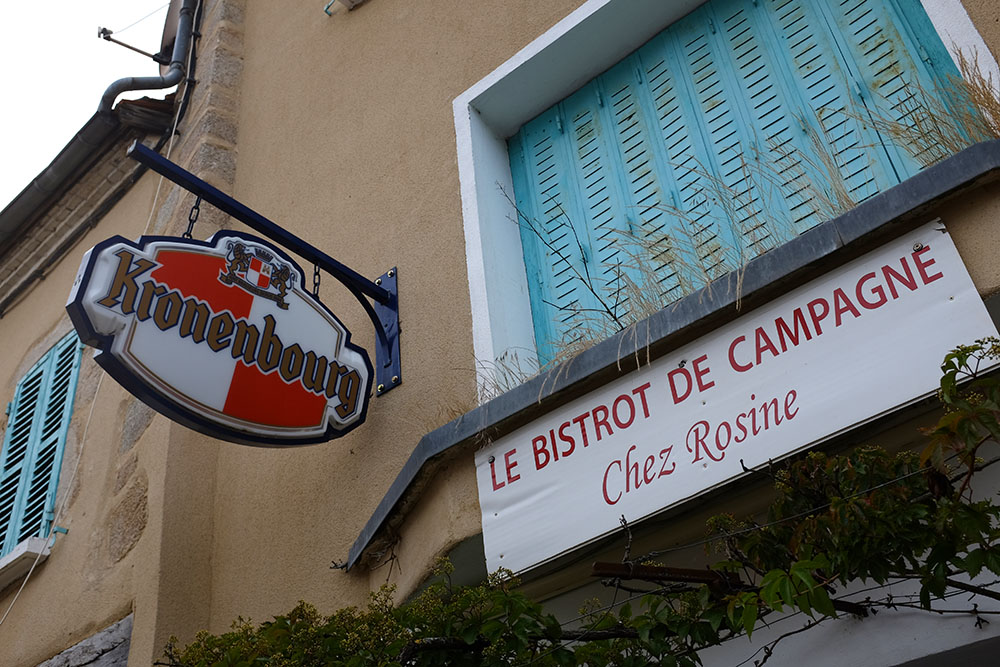 Kronenbourg
LE BISTROT DE CAMPAGNE
Chez Rosine